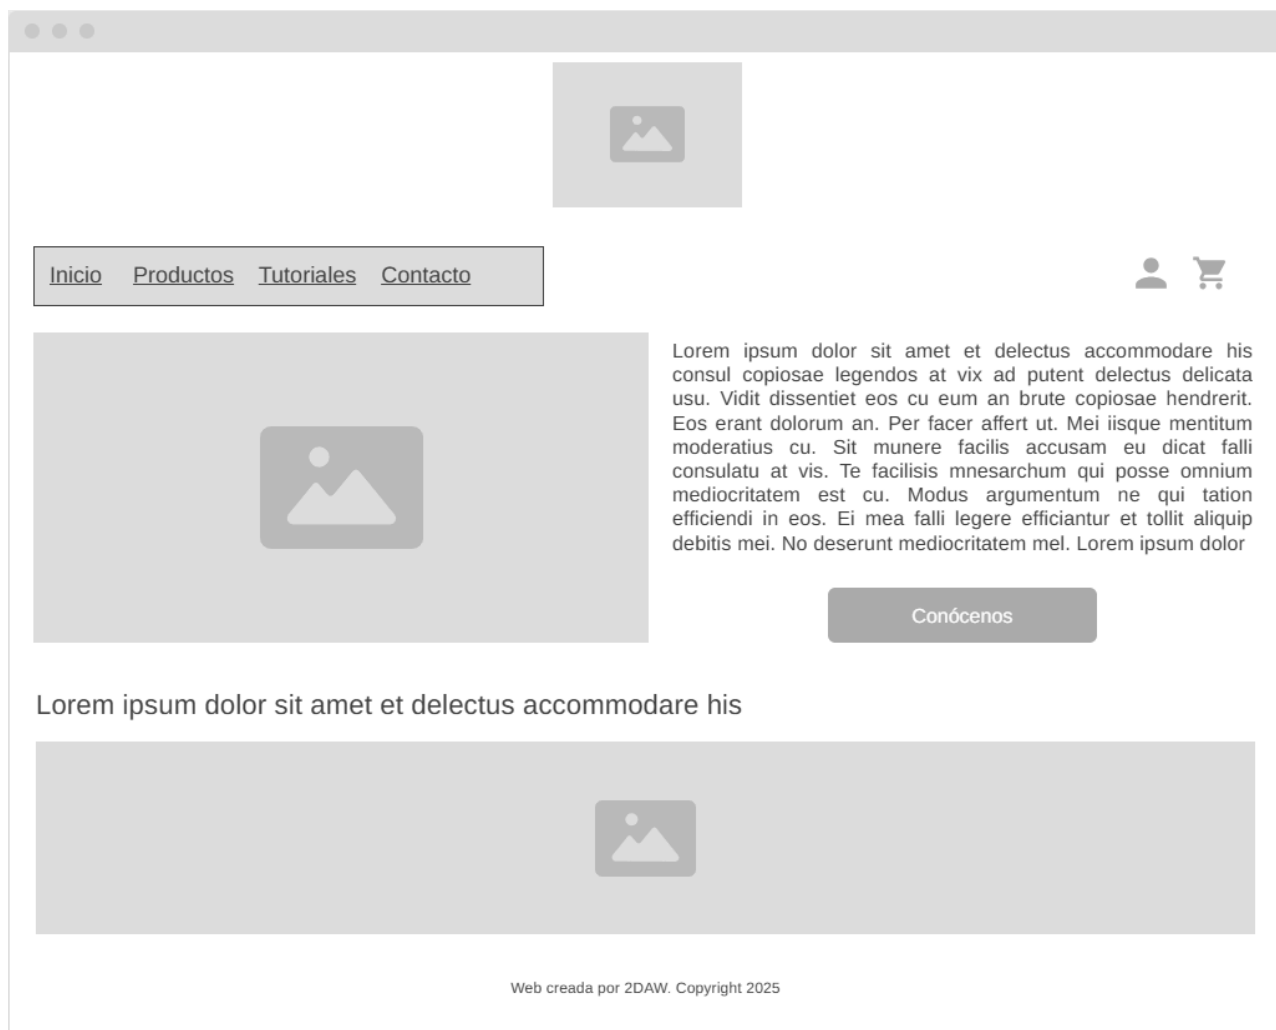 Inicio Productos Tutoriales Contacto
Lorem ipsum dolor sit amet et delectus accommodare his
consul copiosae legendos at vix ad putent delectus delicata
usu. Vidit dissentiet eos cu eum an brute copiosae hendrerit.
Eos erant dolorum an. Per facer affert ut. Mei iisque mentitum
moderatius cu. Sit munere facilis accusam eu dicat falli
consulatu at vis. Te facilisis mnesarchum qui posse omnium
mediocritatem est cu. Modus argumentum ne qui tation
efficiendi in eos. Ei mea falli legere efficiantur et tollit aliquip
debitis mei. No deserunt mediocritatem mel. Lorem ipsum dolor
Conócenos
Lorem ipsum dolor sit amet et delectus accommodare his
Web creada por 2DAW. Copyright 2025